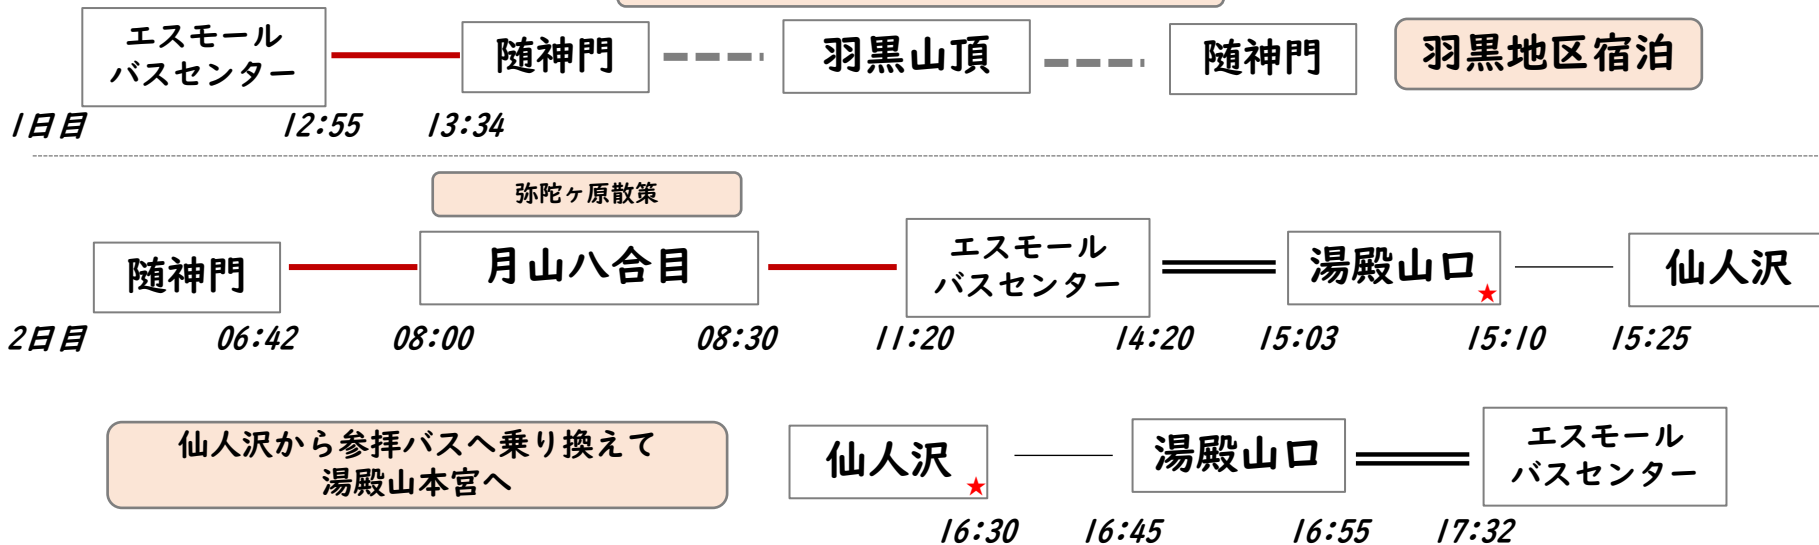 エスモール
バスセンター
随神門
羽黒山頂
随神門
羽黒地区宿泊
1日目
12:55
13:34
弥陀ヶ原散策
随神門
月山八合目
エスモール
バスセンター
湯殿山口
★
仙人沢
2日目
06:42
08:00
08:30
11:20
14:20
15:03
15:10
15:25
仙人沢から参拝バスへ乗り換えて
湯殿山本宮へ
仙人沢
★
湯殿山口
エスモール
バスセンター
16:30
16:45
16:55
17:32